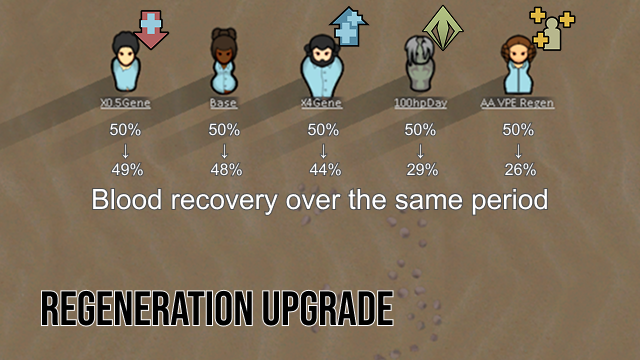 X0.5Gene Base X4Gene 100hpDay AA VPE Regen
50% 50% 50% 50% 50%
↓ ↓ ↓ ↓ ↓
49% 48% 44% 29% 26%
Blood recovery over the same period
REGENERATION UPGRADE